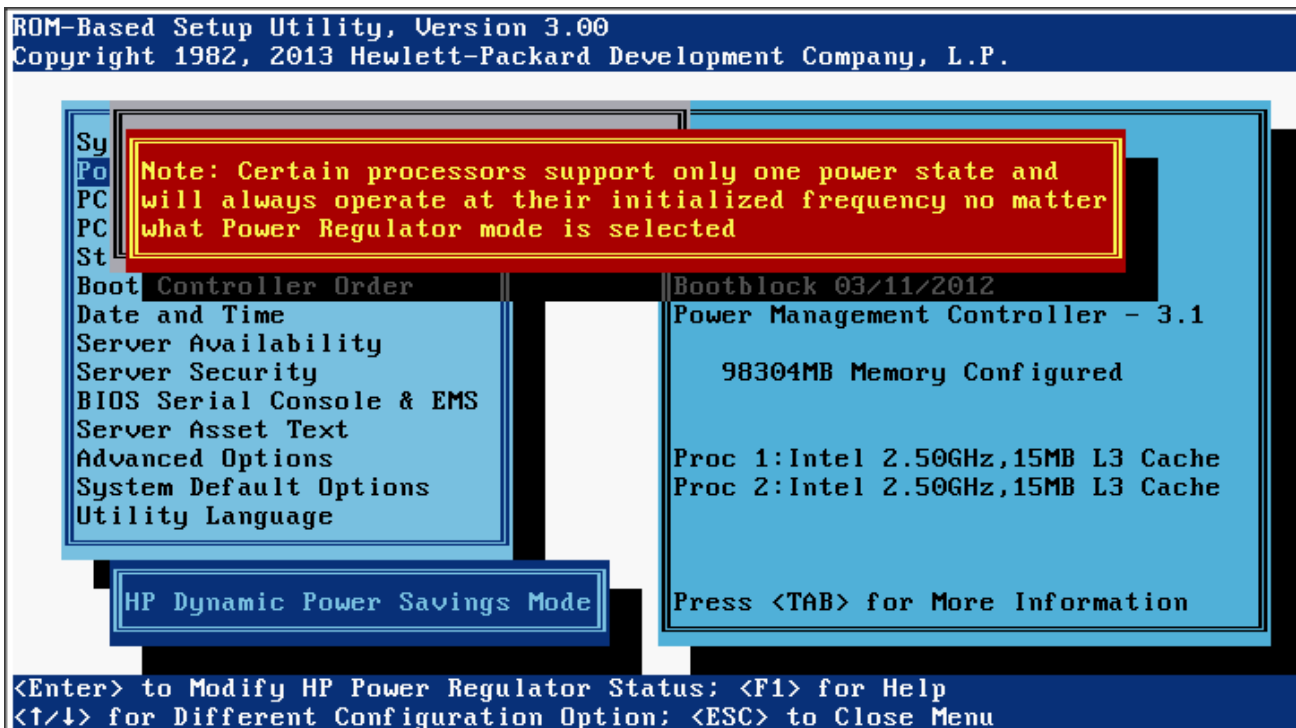 ROM-Based Setup Utility, Version 3.00
Copyright 1982, 2013 Hewlett-Packard Development Company, L.P.
Sy
Po
PC
PC
St
Note: Certain processors support only one power state and
will always operate at their initialized frequency no matter
what Power Regulator mode is selected
Boot Controller Order
Date and Time
Server Availability
Server Security
BIOS Serial Console & EMS
Server Asset Text
Advanced Options
System Default Options
Utility Language
Bootblock 03/11/2012
Power Management Controller - 3.1
98304MB Memory Configured
Proc 1:Intel 2.50GHz,15MB L3 Cache
Proc 2:Intel 2.50GHz,15MB L3 Cache
HP Dynamic Power Savings Mode
Press <TAB> for More Information
<Enter> to Modify HP Power Regulator Status; <F1> for Help
<↑/↓> for Different Configuration Option; <ESC> to Close Menu